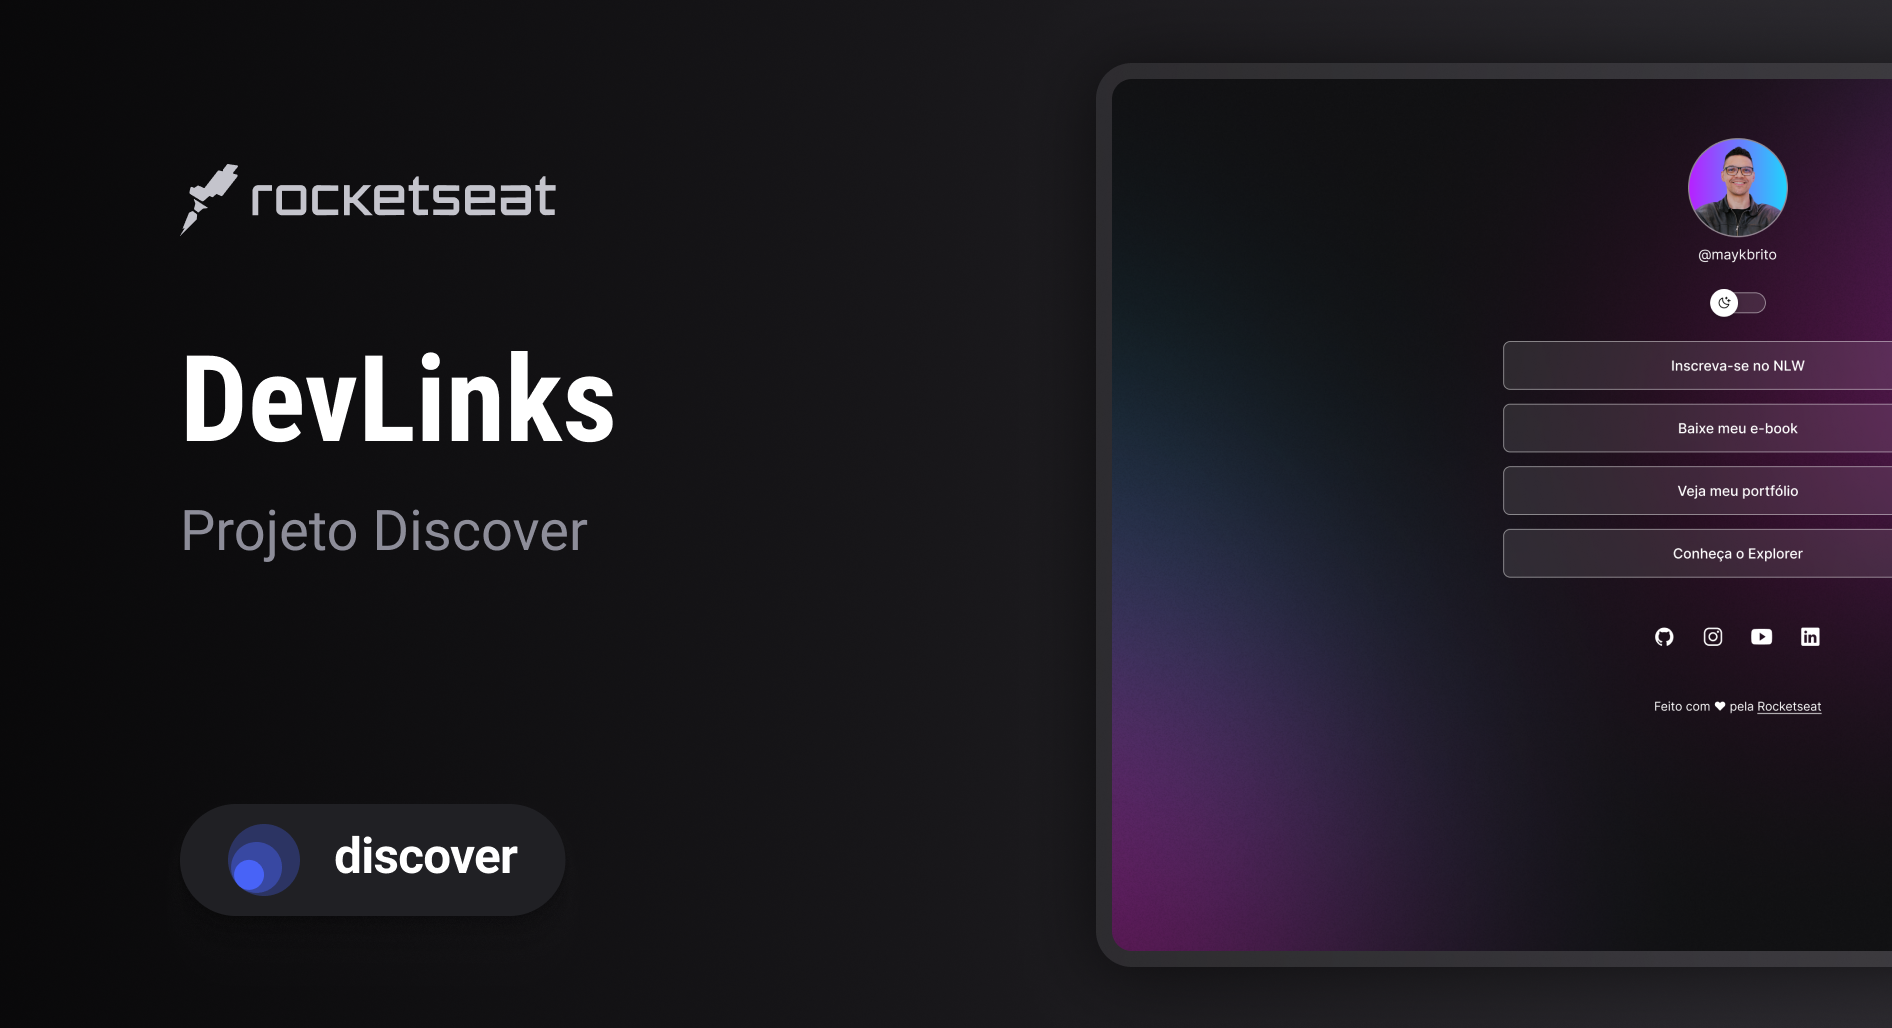 rocketseat
DevLinks
Projeto Discover
discover
@maykbrito
Inscreva-se no NLW
Baixe meu e-book
Veja meu portfólio
Conheça o Explorer
in
Feito com ♥ pela Rocketseat